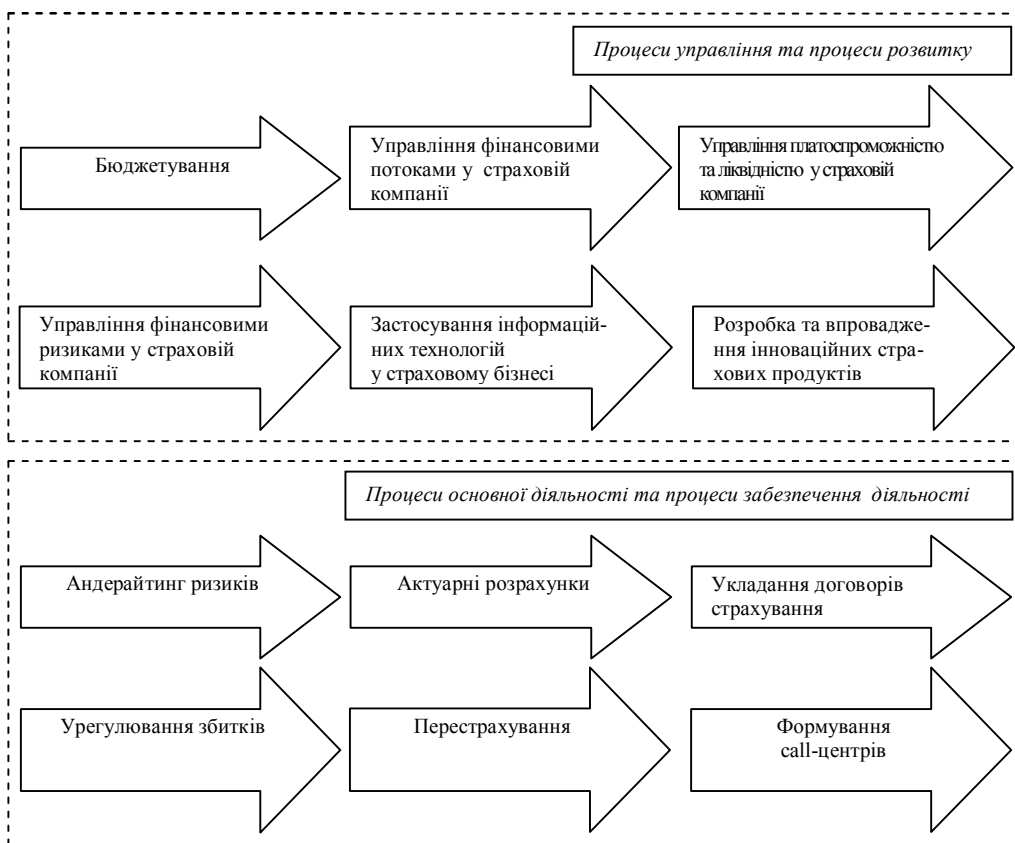 Процеси управління та процеси розвитку
Бюджетування
Управління фінансовими
потоками у страховій
компанії
Управління платоспроможністю
та ліквідністю у страховій
компанії
Управління фінансовими
ризиками у страховій
компанії
Застосування інформацій-
них технологій
у страховому бізнесі
Розробка та впровадже-
ння інноваційних стра-
хових продуктів
Процеси основної діяльності та процеси забезпечення діяльності
Андерайтинг ризиків
Актуарні розрахунки
Укладання договорів
страхування
Урегулювання збитків
Перестрахування
Формування
call-центрів